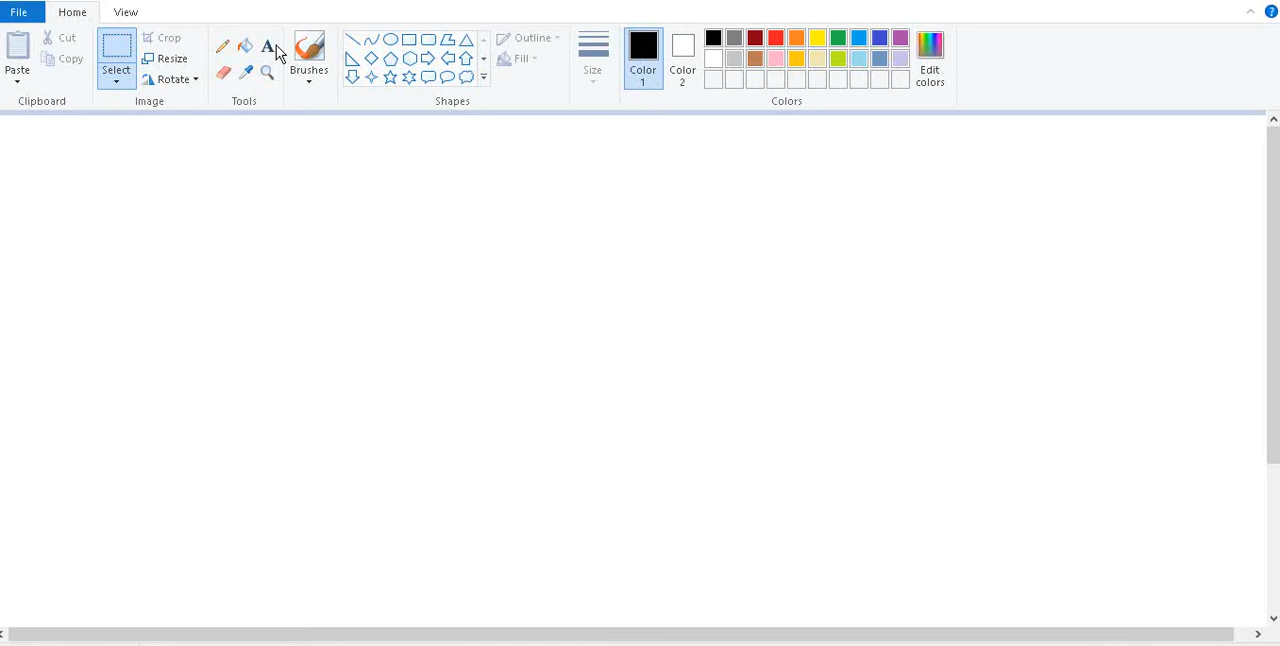 File Home View
Cut Crop A Outline
Paste Copy Select Resize Brushes Fill Size Color 1 Color 2 Edit colors
Rotate
Clipboard Image Tools Shapes Colors